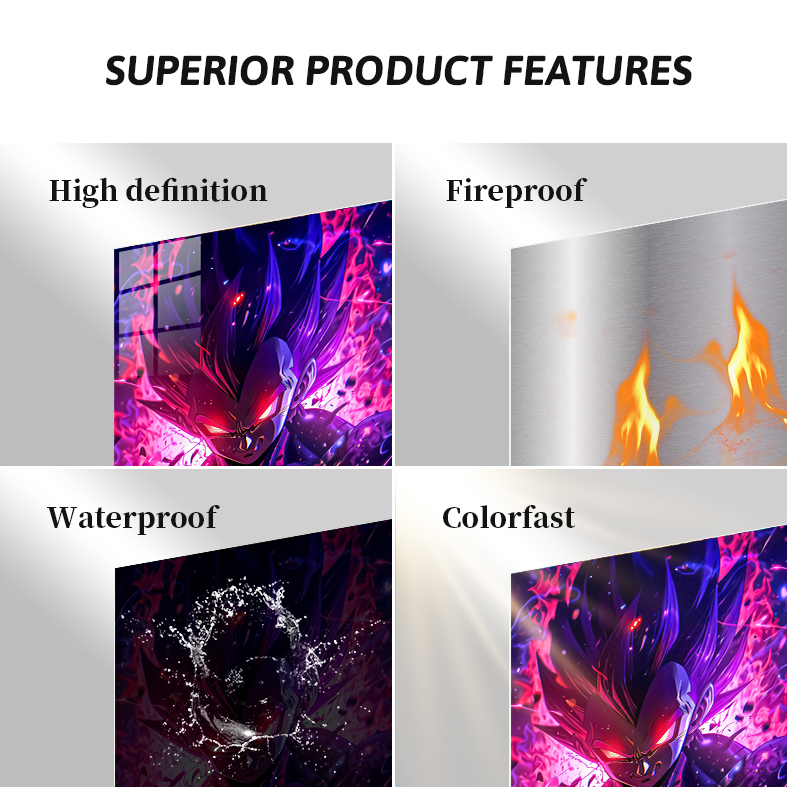 SUPERIOR PRODUCT FEATURES
High definition
Fireproof
Waterproof
Colorfast